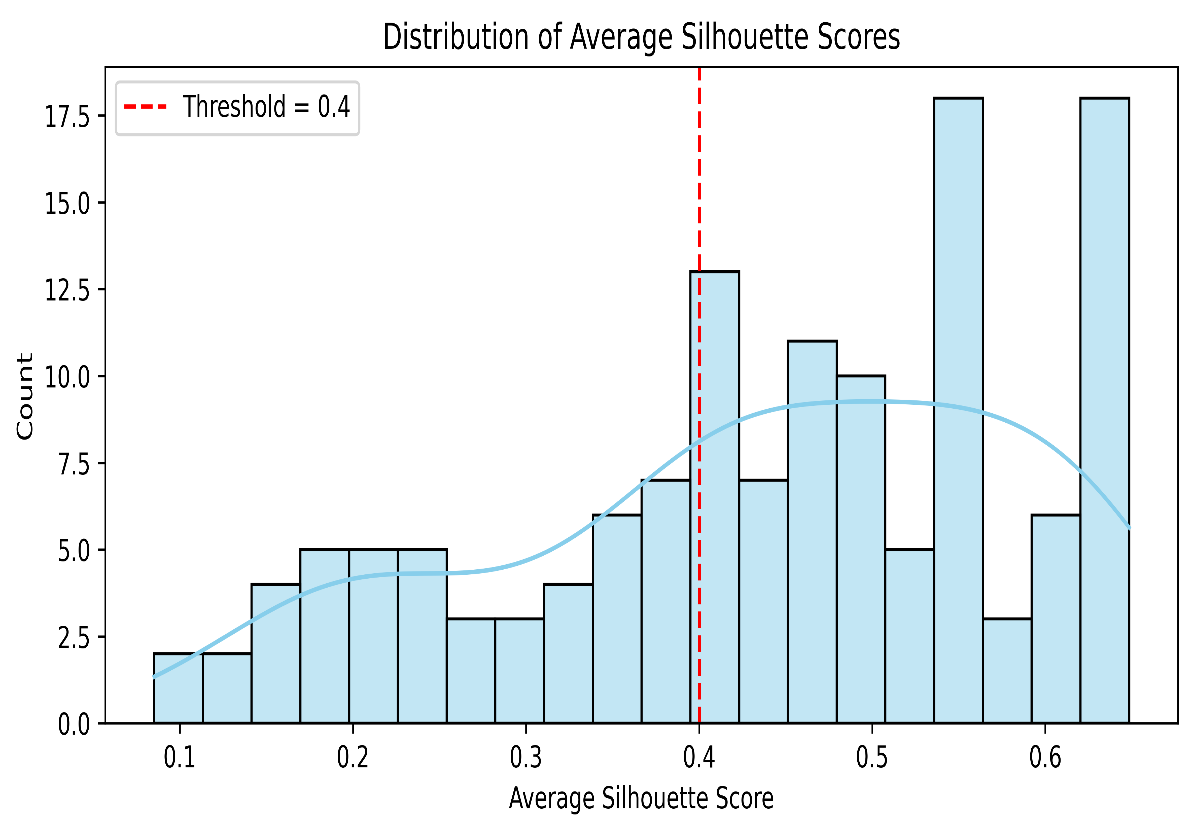 Distribution of Average Silhouette Scores
Threshold = 0.4
17.5
15.0
12.5
10.0
7.5
5.0
2.5
0.0
Count
0.1 0.2 0.3 0.4 0.5 0.6
Average Silhouette Score